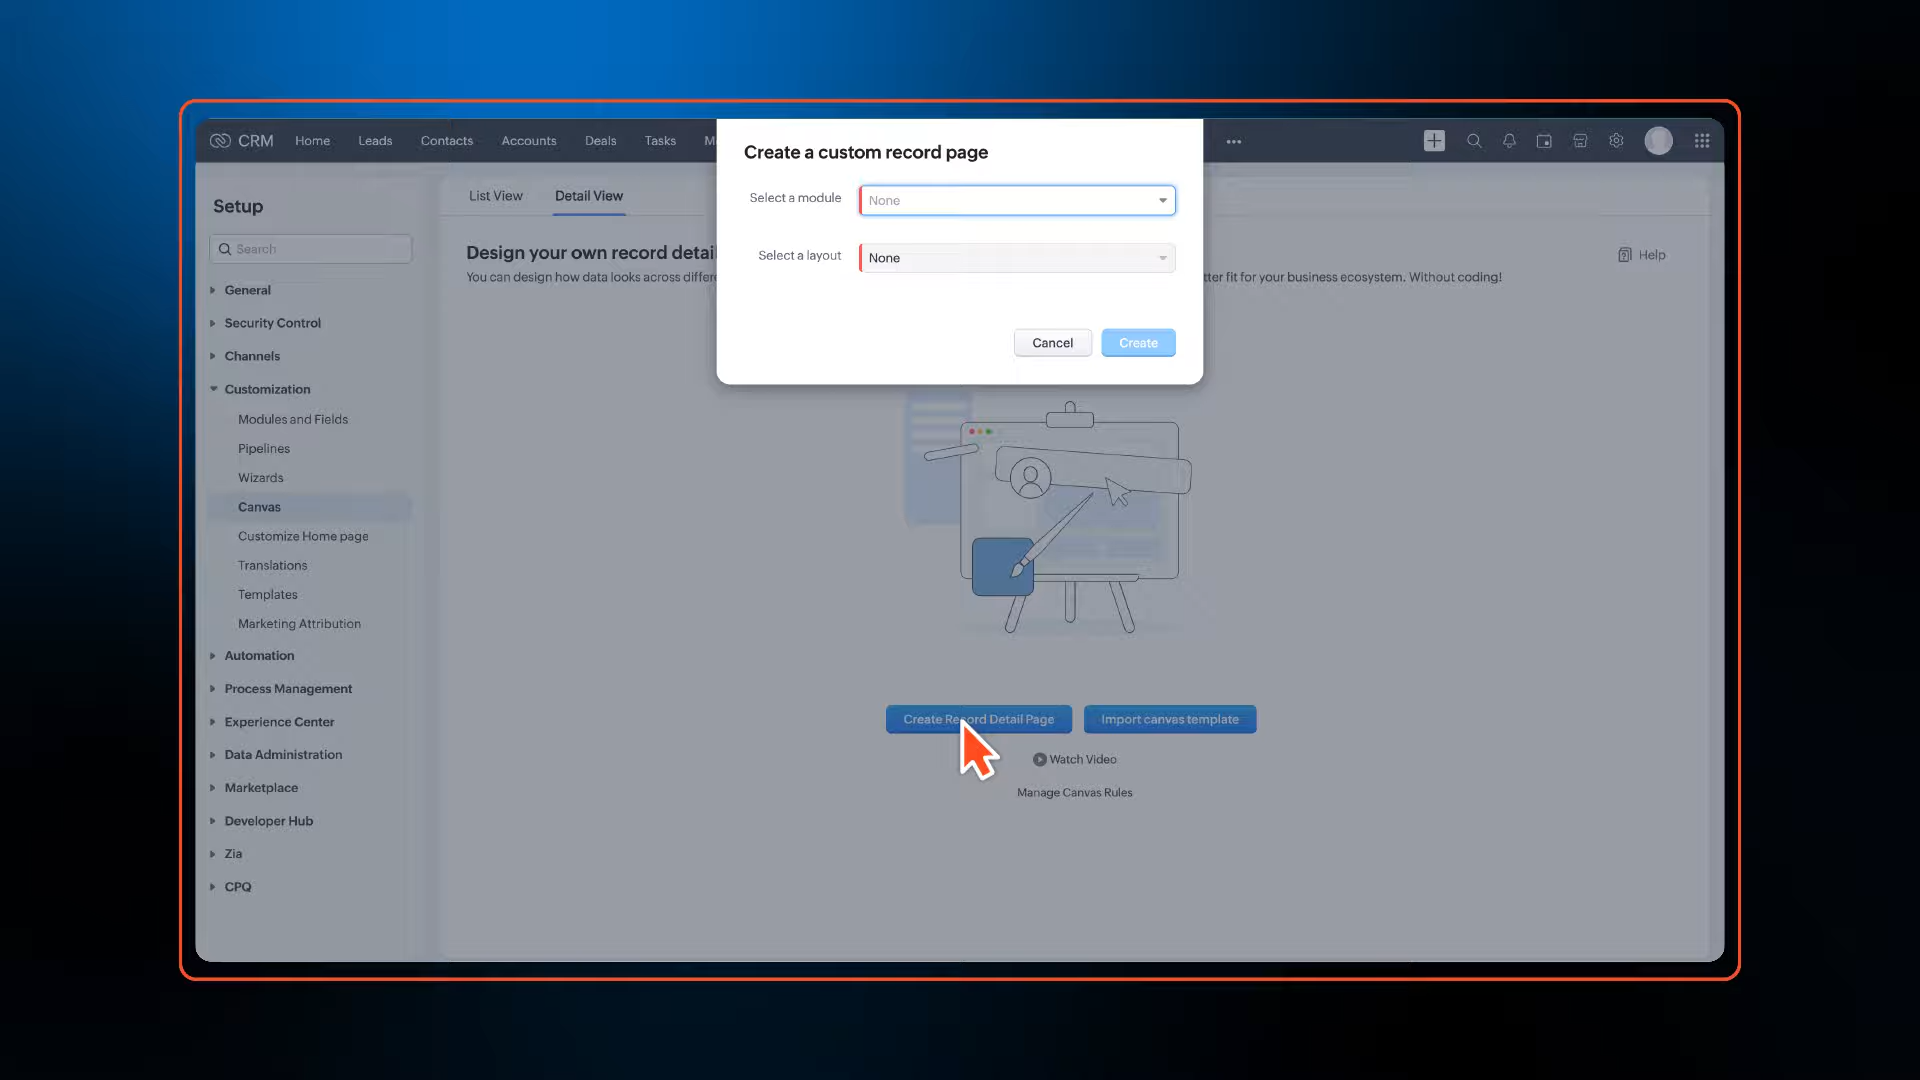 CRM
Home
Leads
Contacts
Accounts
Deals
Tasks
M
Create a custom record page
Select a module
None
Select a layout
None
Cancel
Create
Setup
Search
General
Security Control
Channels
Customization
Modules and Fields
Pipelines
Wizards
Canvas
Customize Home page
Translations
Templates
Marketing Attribution
Automation
Process Management
Experience Center
Data Administration
Marketplace
Developer Hub
Zia
CPQ
List View
Detail View
Design your own record detai
Help
You can design how data looks across differe
tter fit for your business ecosystem. Without coding!
Create Record Detail Page
Import canvas template
Watch Video
Manage Canvas Rules